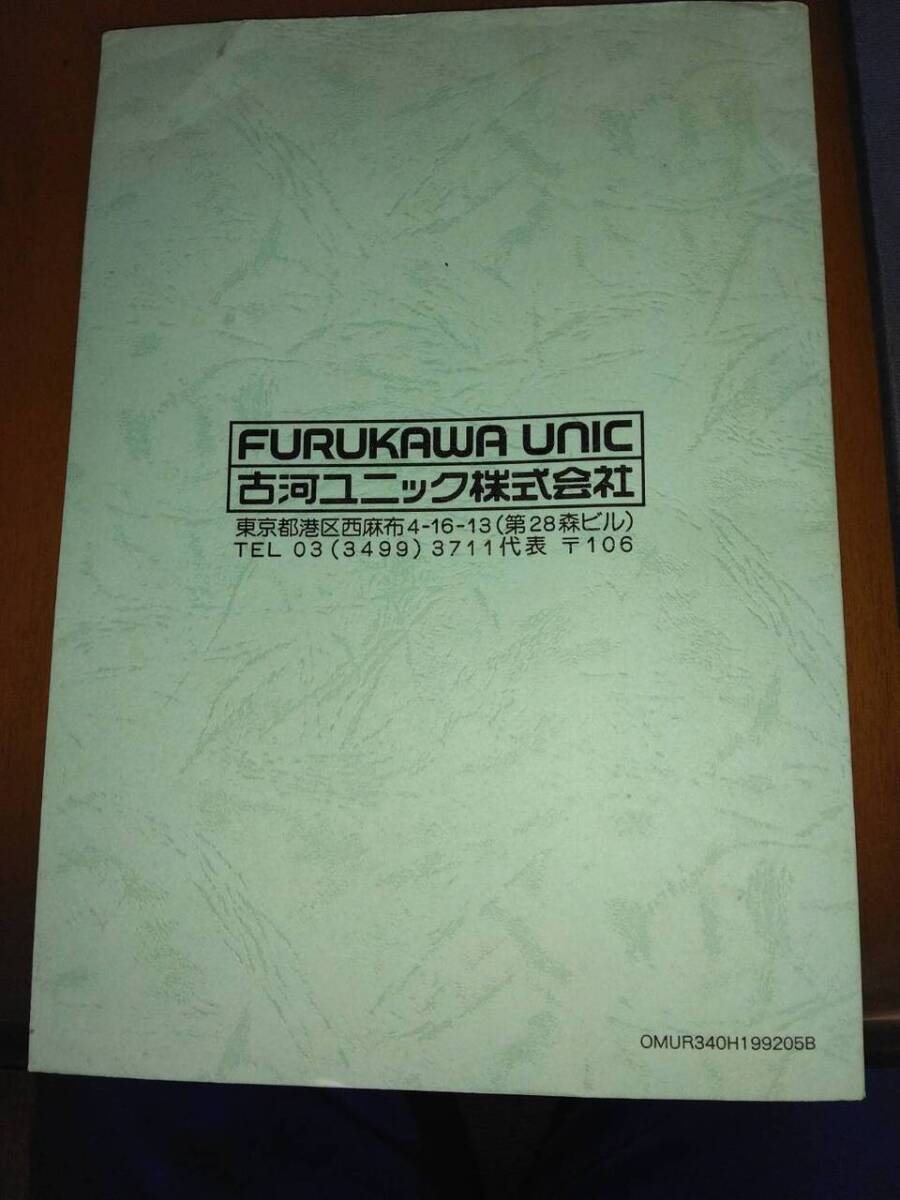 FURUKAWA UNIC
古河ユニック株式会社
東京都港区西麻布4-16-13(第28森ビル)
TEL 03(3499)3711代表 〒106
OMUR340H199205B